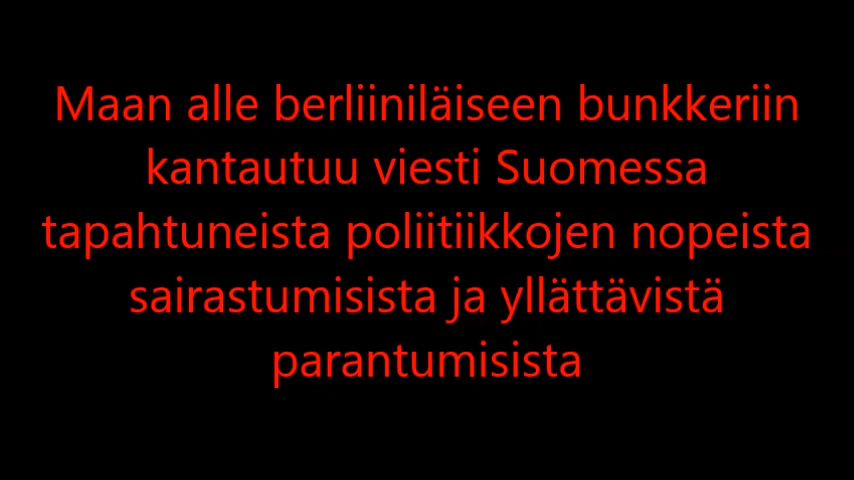 Maan alle berliiniläiseen bunkkeriin
kantautuu viesti Suomessa
tapahtuneista poliitiikkojen nopeista
sairastumisista ja yllättävistä
parantumisista